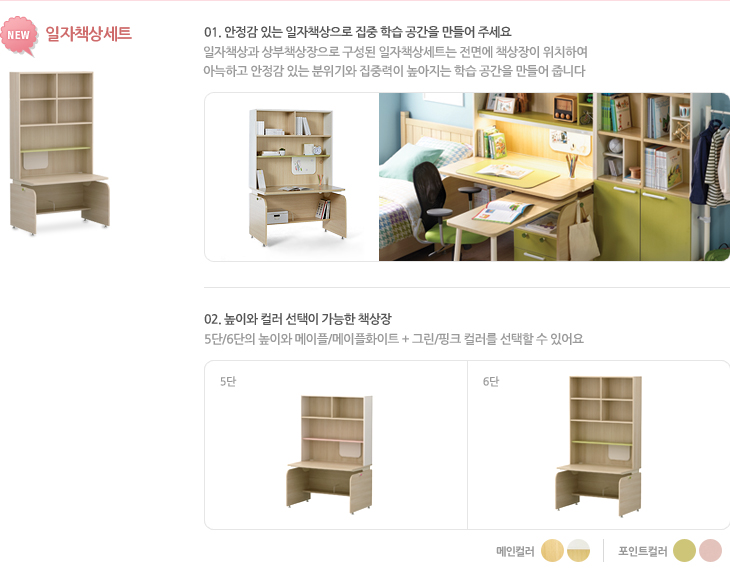 NEW
일자책상세트
01. 안정감 있는 일자책상으로 집중 학습 공간을 만들어 주세요
일자책상과 상부책상장으로 구성된 일자책상세트는 전면에 책상장이 위치하여
아늑하고 안정감 있는 분위기와 집중력이 높아지는 학습 공간을 만들어 줍니다
02. 높이와 컬러 선택이 가능한 책상장
5단/6단의 높이와 메이플/메이플화이트 + 그린/핑크 컬러를 선택할 수 있어요
5단
6단
메인컬러
포인트컬러